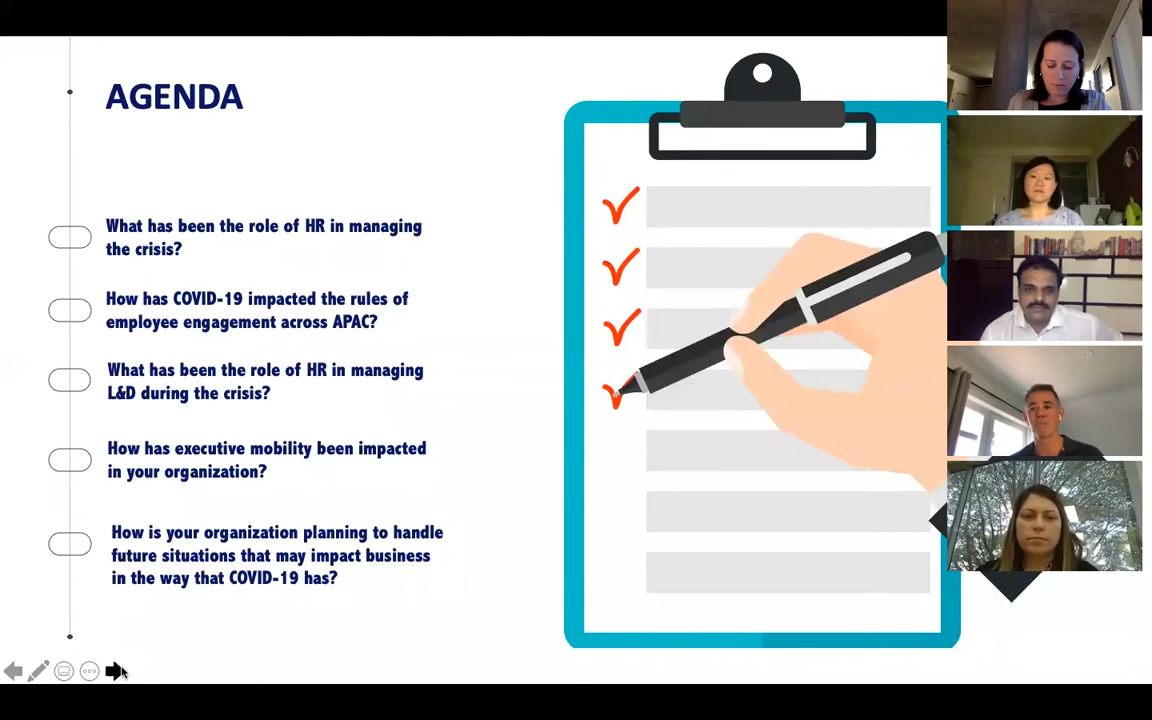 AGENDA
What has been the role of HR in managing
the crisis?
How has COVID-19 impacted the rules of
employee engagement across APAC?
What has been the role of HR in managing
L&D during the crisis?
How has executive mobility been impacted
in your organization?
How is your organization planning to handle
future situations that may impact business
in the way that COVID-19 has?